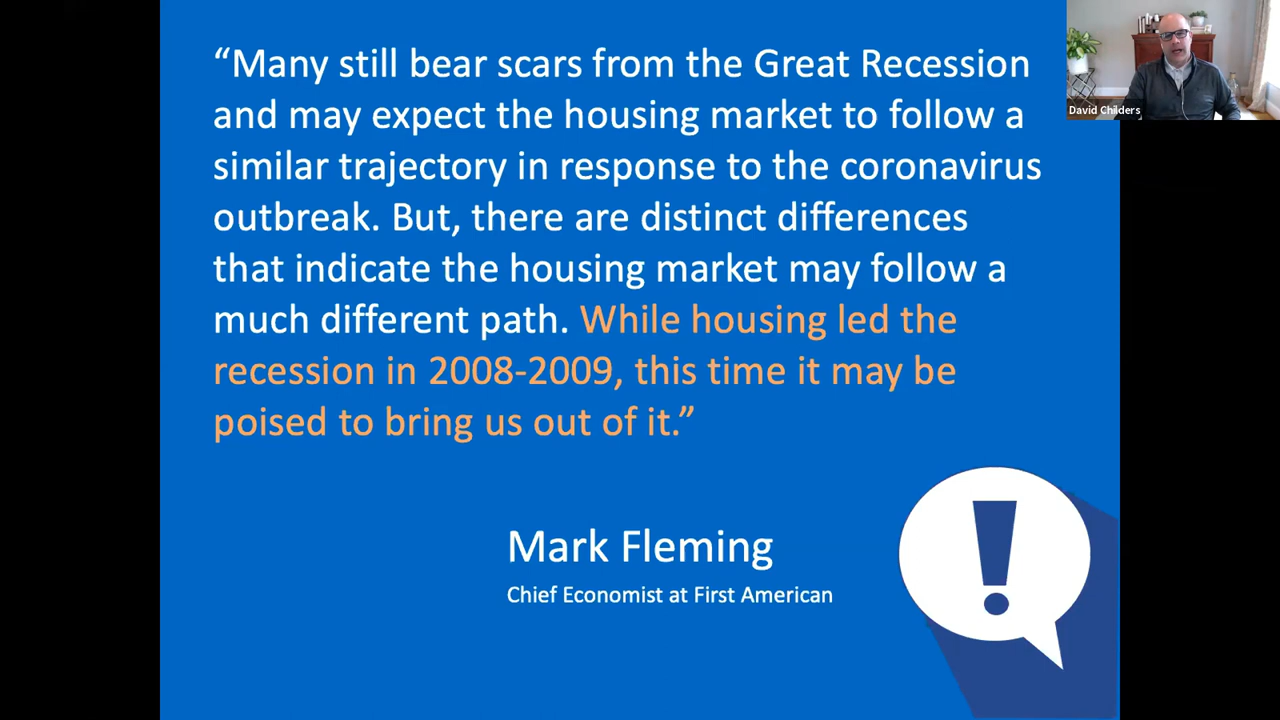 “Many still bear scars from the Great Recession
and may expect the housing market to follow a
similar trajectory in response to the coronavirus
outbreak. But, there are distinct differences
that indicate the housing market may follow a
much different path. While housing led the
recession in 2008-2009, this time it may be
poised to bring us out of it.”
Mark Fleming
Chief Economist at First American
!
David Childers